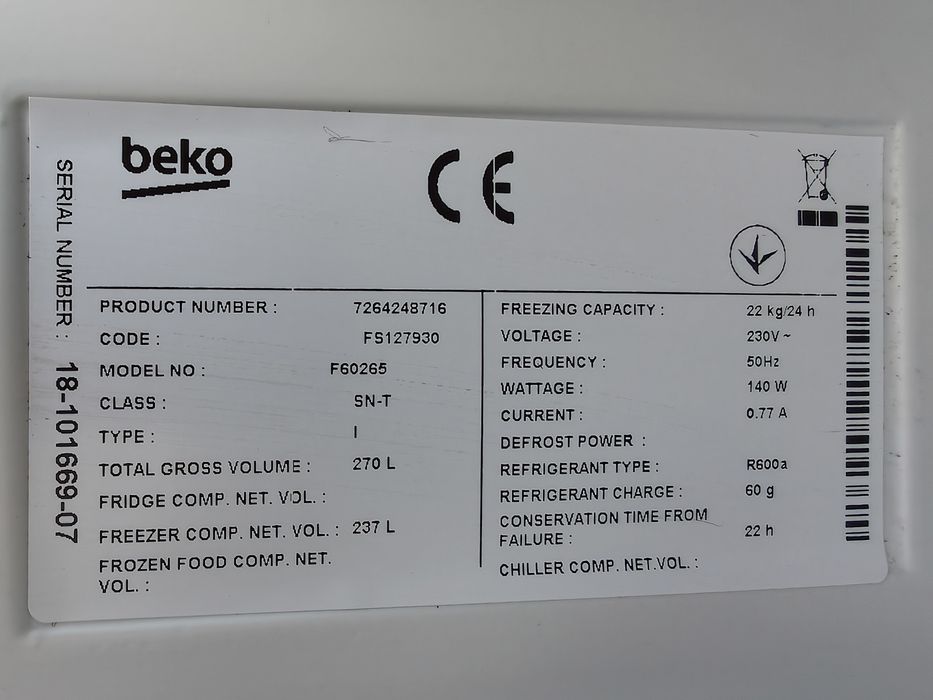 beko
CE
SERIAL NUMBER : 18-101669-07
PRODUCT NUMBER : 7264248716
CODE : FS127930
MODEL NO : F60265
CLASS : SN-T
TYPE : I
TOTAL GROSS VOLUME : 270 L
FRIDGE COMP. NET. VOL. :
FREEZER COMP. NET. VOL. : 237 L
FROZEN FOOD COMP. NET.
VOL. :
FREEZING CAPACITY : 22 kg/24 h
VOLTAGE : 230V ~
FREQUENCY : 50Hz
WATTAGE : 140 W
CURRENT : 0.77 A
DEFROST POWER :
REFRIGERANT TYPE : R600a
REFRIGERANT CHARGE : 60 g
CONSERVATION TIME FROM
FAILURE : 22 h
CHILLER COMP. NET.VOL. :